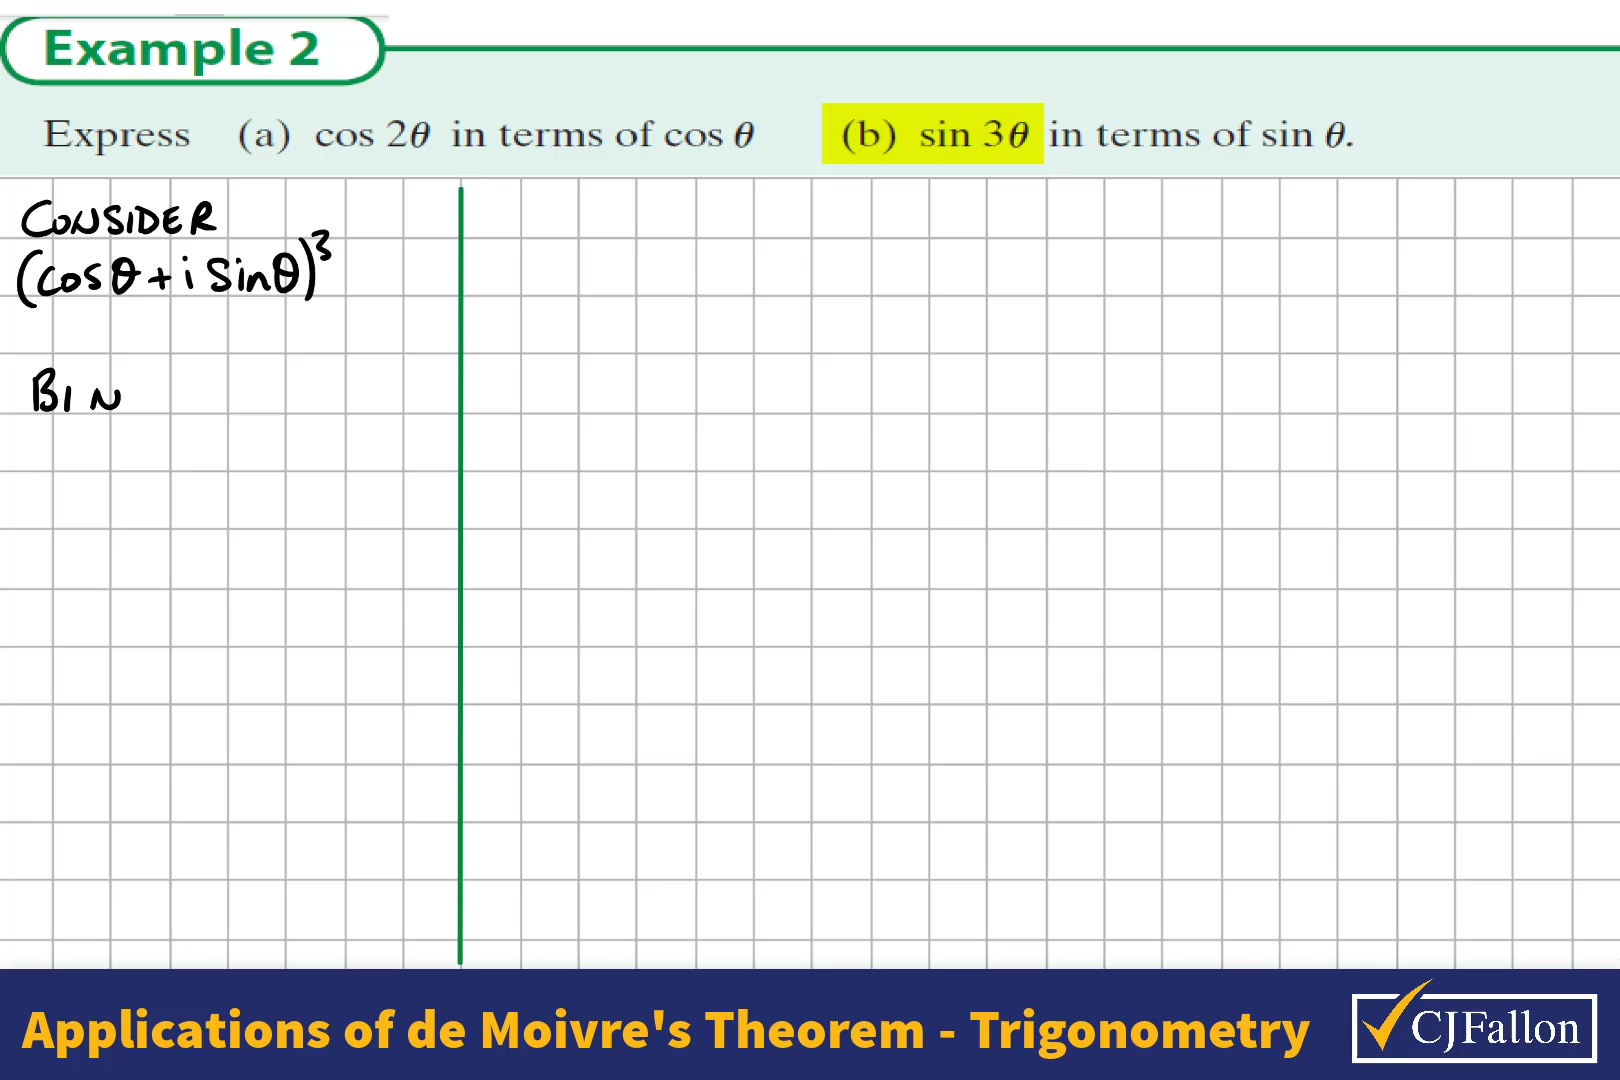 Example 2
Express (a) cos 2θ in terms of cos θ (b) sin 3θ in terms of sin θ.
CONSIDER
(cosθ + i sinθ)³
BIN
Applications of de Moivre's Theorem - Trigonometry
CJFallon